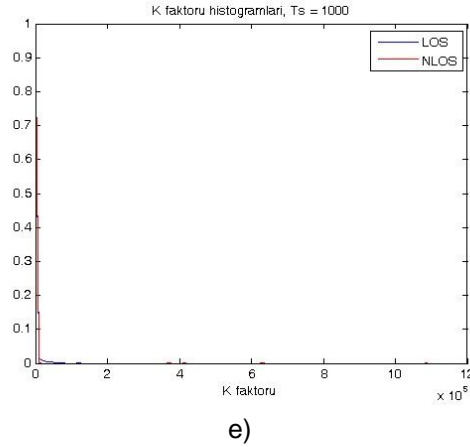 K faktoru histogramlari, Ts = 1000
LOS
NLOS
1
0.9
0.8
0.7
0.6
0.5
0.4
0.3
0.2
0.1
0
0 2 4 6 8 10 12
K faktoru
x 10^5
e)